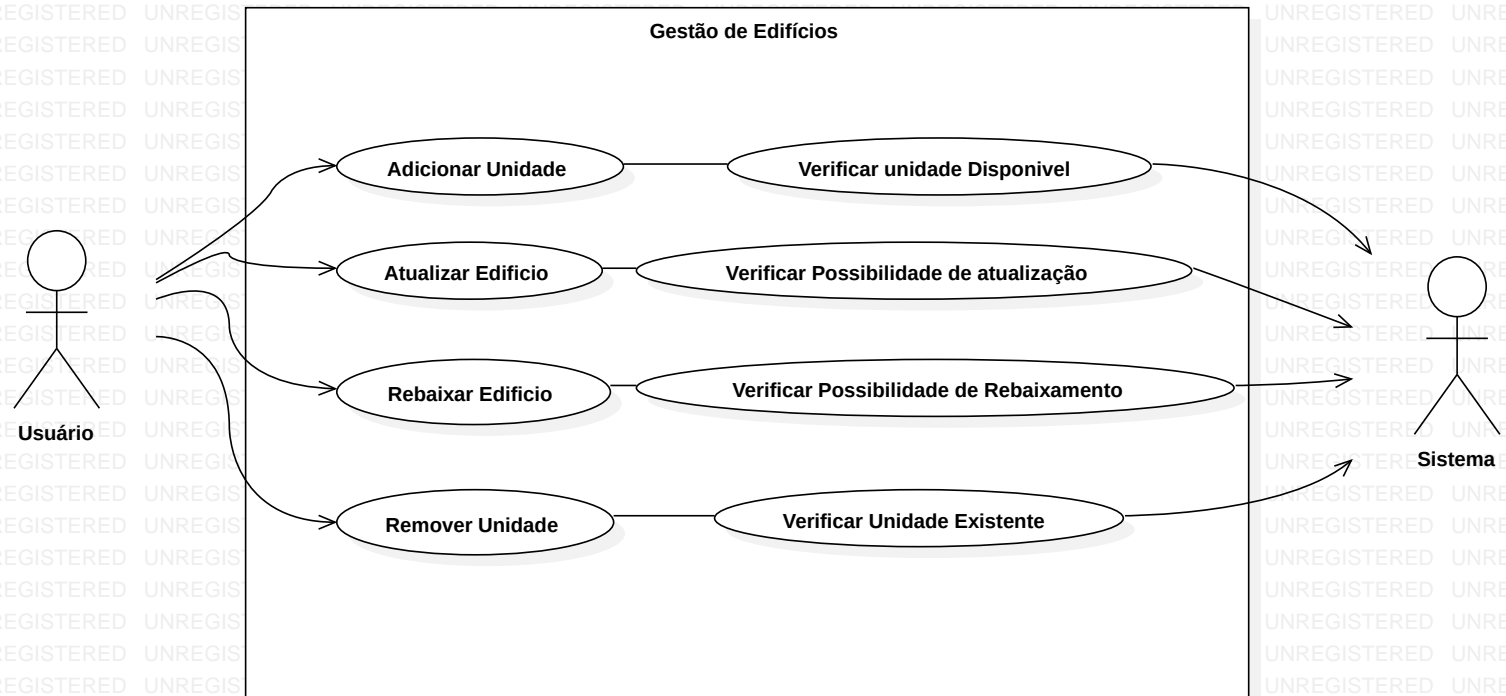 Gestão de Edifícios
Adicionar Unidade
Verificar unidade Disponivel
Atualizar Edificio
Verificar Possibilidade de atualização
Rebaixar Edificio
Verificar Possibilidade de Rebaixamento
Usuário
Sistema
Remover Unidade
Verificar Unidade Existente
UNREGISTERED